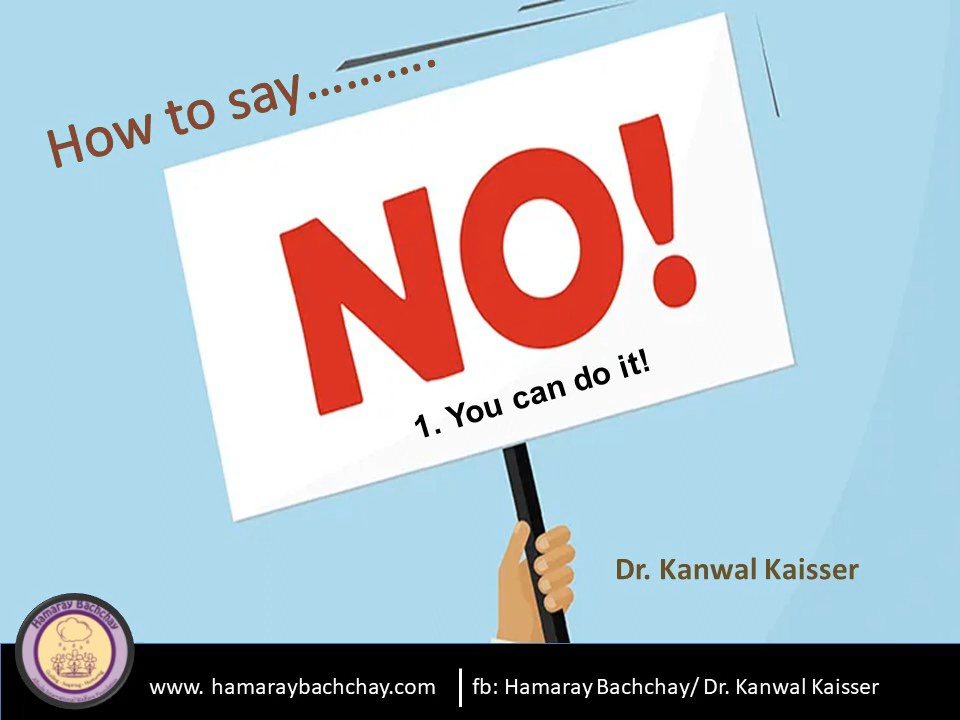 How to say..........
NO!
1. You can do it!
Dr. Kanwal Kaisser
Hamaray Bachchay
www. hamaraybachchay.com
fb: Hamaray Bachchay/ Dr. Kanwal Kaisser